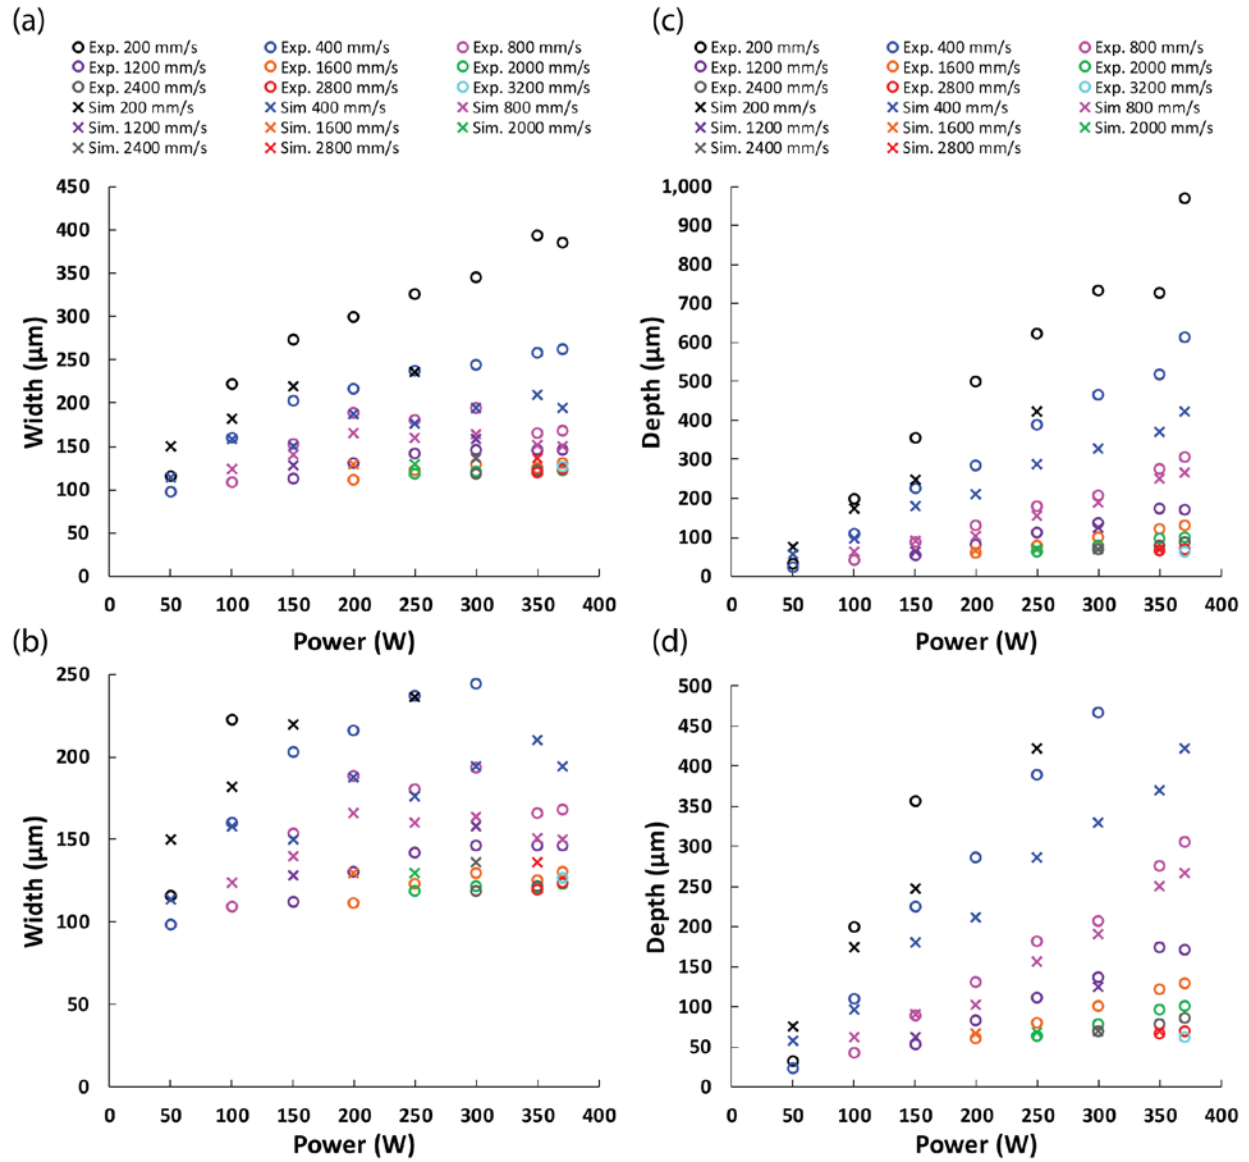 (a)
Exp. 200 mm/s Exp. 400 mm/s Exp. 800 mm/s
Exp. 1200 mm/s Exp. 1600 mm/s Exp. 2000 mm/s
Exp. 2400 mm/s Exp. 2800 mm/s Exp. 3200 mm/s
Sim 200 mm/s Sim 400 mm/s Sim 800 mm/s
Sim. 1200 mm/s Sim. 1600 mm/s Sim. 2000 mm/s
Sim. 2400 mm/s Sim. 2800 mm/s
450
400
350
300
250
200
150
100
50
0
Width (µm)
0 50 100 150 200 250 300 350 400
Power (W)
(c)
Exp. 200 mm/s Exp. 400 mm/s Exp. 800 mm/s
Exp. 1200 mm/s Exp. 1600 mm/s Exp. 2000 mm/s
Exp. 2400 mm/s Exp. 2800 mm/s Exp. 3200 mm/s
Sim 200 mm/s Sim 400 mm/s Sim 800 mm/s
Sim. 1200 mm/s Sim. 1600 mm/s Sim. 2000 mm/s
Sim. 2400 mm/s Sim. 2800 mm/s
1,000
900
800
700
600
500
400
300
200
100
0
Depth (µm)
0 50 100 150 200 250 300 350 400
Power (W)
(b)
250
200
150
100
50
0
Width (µm)
0 50 100 150 200 250 300 350 400
Power (W)
(d)
500
450
400
350
300
250
200
150
100
50
0
Depth (µm)
0 50 100 150 200 250 300 350 400
Power (W)